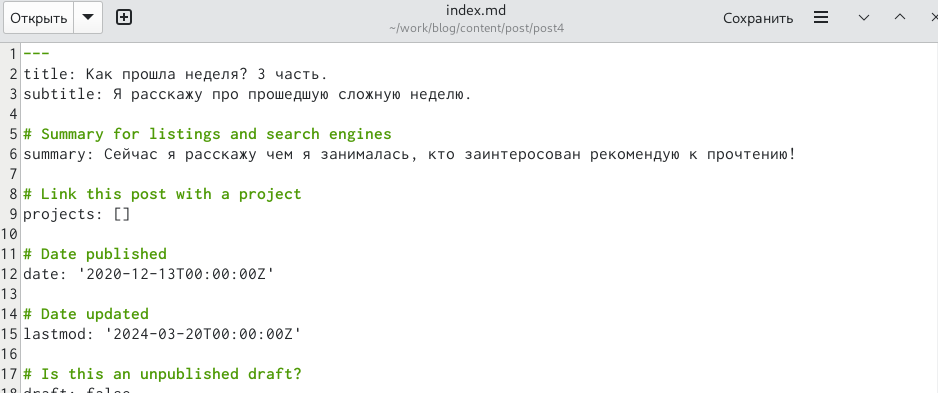 Открыть
index.md
~/work/blog/content/post/post4
Сохранить
1 ---
2 title: Как прошла неделя? 3 часть.
3 subtitle: Я расскажу про прошедшую сложную неделю.
4
5 # Summary for listings and search engines
6 summary: Сейчас я расскажу чем я занималась, кто заинтосован рекомендую к прочтению!
7
8 # Link this post with a project
9 projects: []
10
11 # Date published
12 date: '2020-12-13T00:00:00Z'
13
14 # Date updated
15 lastmod: '2024-03-20T00:00:00Z'
16
17 # Is this an unpublished draft?
18 draft: false